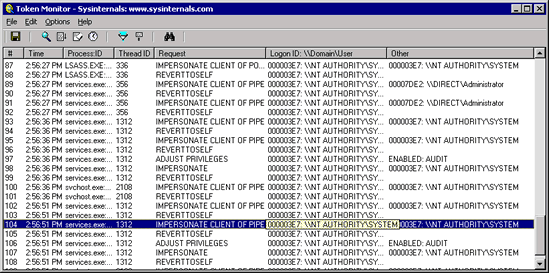 Token Monitor - Sysinternals: www.sysinternals.com
File Edit Options Help
# Time Process:ID Thread ID Request Logon ID: \\Domain\User Other
87 2:56:27 PM LSASS.EXE:... 336 IMPERSONATE CLIENT OF PO... 000003E7: \\NT AUTHORITY\SY... 000003E7: \\NT AUTHORITY\SYSTEM
88 2:56:27 PM LSASS.EXE:... 336 REVERTTOSELF 000003E7: \\NT AUTHORITY\SY...
89 2:56:27 PM services.exe:... 356 IMPERSONATE CLIENT OF PIPE 000003E7: \\NT AUTHORITY\SY... 00007DE2: \\DIRECT\Administrator
90 2:56:27 PM services.exe:... 356 REVERTTOSELF 000003E7: \\NT AUTHORITY\SY...
91 2:56:27 PM services.exe:... 356 IMPERSONATE CLIENT OF PIPE 000003E7: \\NT AUTHORITY\SY... 00007DE2: \\DIRECT\Administrator
92 2:56:27 PM services.exe:... 356 REVERTTOSELF 000003E7: \\NT AUTHORITY\SY...
93 2:56:36 PM services.exe:... 1312 IMPERSONATE CLIENT OF PIPE 000003E7: \\NT AUTHORITY\SY... 000003E7: \\NT AUTHORITY\SYSTEM
94 2:56:36 PM services.exe:... 1312 REVERTTOSELF 000003E7: \\NT AUTHORITY\SY...
95 2:56:36 PM services.exe:... 1312 IMPERSONATE CLIENT OF PIPE 000003E7: \\NT AUTHORITY\SY... 000003E7: \\NT AUTHORITY\SYSTEM
96 2:56:36 PM services.exe:... 1312 REVERTTOSELF 000003E7: \\NT AUTHORITY\SY...
97 2:56:36 PM services.exe:... 1312 ADJUST PRIVILEGES 000003E7: \\NT AUTHORITY\SY... ENABLED: AUDIT
98 2:56:36 PM services.exe:... 1312 IMPERSONATE 000003E7: \\NT AUTHORITY\SY... 000003E7: \\NT AUTHORITY\SYSTEM
99 2:56:36 PM services.exe:... 1312 REVERTTOSELF 000003E7: \\NT AUTHORITY\SY...
100 2:56:36 PM svchost.exe:... 2108 IMPERSONATE CLIENT OF PIPE 000003E7: \\NT AUTHORITY\SY... 000003E7: \\NT AUTHORITY\SYSTEM
101 2:56:36 PM svchost.exe:... 2108 REVERTTOSELF 000003E7: \\NT AUTHORITY\SY...
102 2:56:51 PM services.exe:... 1312 IMPERSONATE CLIENT OF PIPE 000003E7: \\NT AUTHORITY\SY... 000003E7: \\NT AUTHORITY\SYSTEM
103 2:56:51 PM services.exe:... 1312 REVERTTOSELF 000003E7: \\NT AUTHORITY\SY...
104 2:56:51 PM services.exe:... 1312 IMPERSONATE CLIENT OF PIPE 000003E7: \\NT AUTHORITY\SYSTEM 003E7: \\NT AUTHORITY\SYSTEM
105 2:56:51 PM services.exe:... 1312 REVERTTOSELF 000003E7: \\NT AUTHORITY\SY...
106 2:56:51 PM services.exe:... 1312 ADJUST PRIVILEGES 000003E7: \\NT AUTHORITY\SY... ENABLED: AUDIT
107 2:56:51 PM services.exe:... 1312 IMPERSONATE 000003E7: \\NT AUTHORITY\SY... 000003E7: \\NT AUTHORITY\SYSTEM
108 2:56:51 PM services.exe:... 1312 REVERTTOSELF 000003E7: \\NT AUTHORITY\SY...